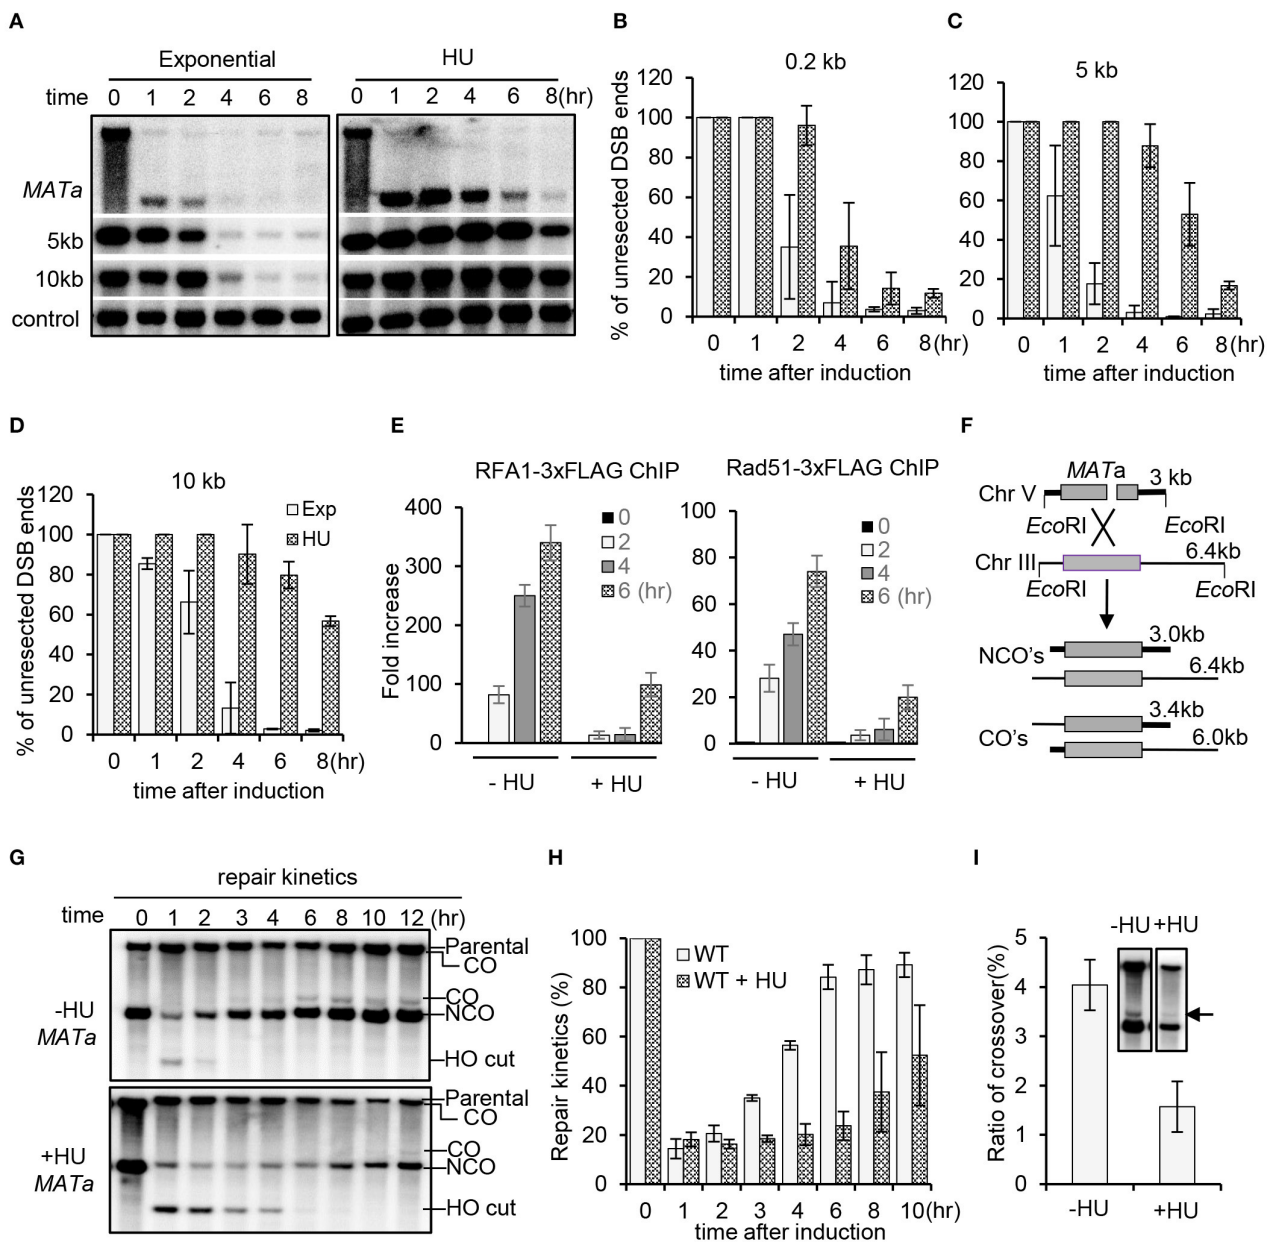 A
Exponential
HU
time
0 1 2 4 6 8
0 1 2 4 6 8(hr)
MATa
5kb
10kb
control
B
0.2 kb
% of unresected DSB ends
120
100
80
60
40
20
0
0 1 2 4 6 8(hr)
time after induction
C
5 kb
120
100
80
60
40
20
0
0 1 2 4 6 8(hr)
time after induction
D
10 kb
% of unresected DSB ends
120
100
80
60
40
20
0
Exp
HU
0 1 2 4 6 8(hr)
time after induction
E
RFA1-3xFLAG ChIP
Fold increase
400
300
200
100
0
0
2
4
6 (hr)
- HU
+ HU
Rad51-3xFLAG ChIP
100
80
60
40
20
0
0
2
4
6 (hr)
- HU
+ HU
F
MATa
Chr V
3 kb
EcoRI
EcoRI
Chr III
6.4kb
EcoRI
EcoRI
NCO's
3.0kb
6.4kb
CO's
3.4kb
6.0kb
G
repair kinetics
time
0 1 2 3 4 6 8 10 12 (hr)
Parental
CO
CO
NCO
HO cut
-HU
MATa
Parental
CO
CO
NCO
HO cut
+HU
MATa
H
Repair kinetics (%)
100
80
60
40
20
0
WT
WT + HU
0 1 2 3 4 6 8 10(hr)
time after induction
I
Ratio of crossover(%)
5
4
3
2
1
0
-HU +HU
-HU
+HU